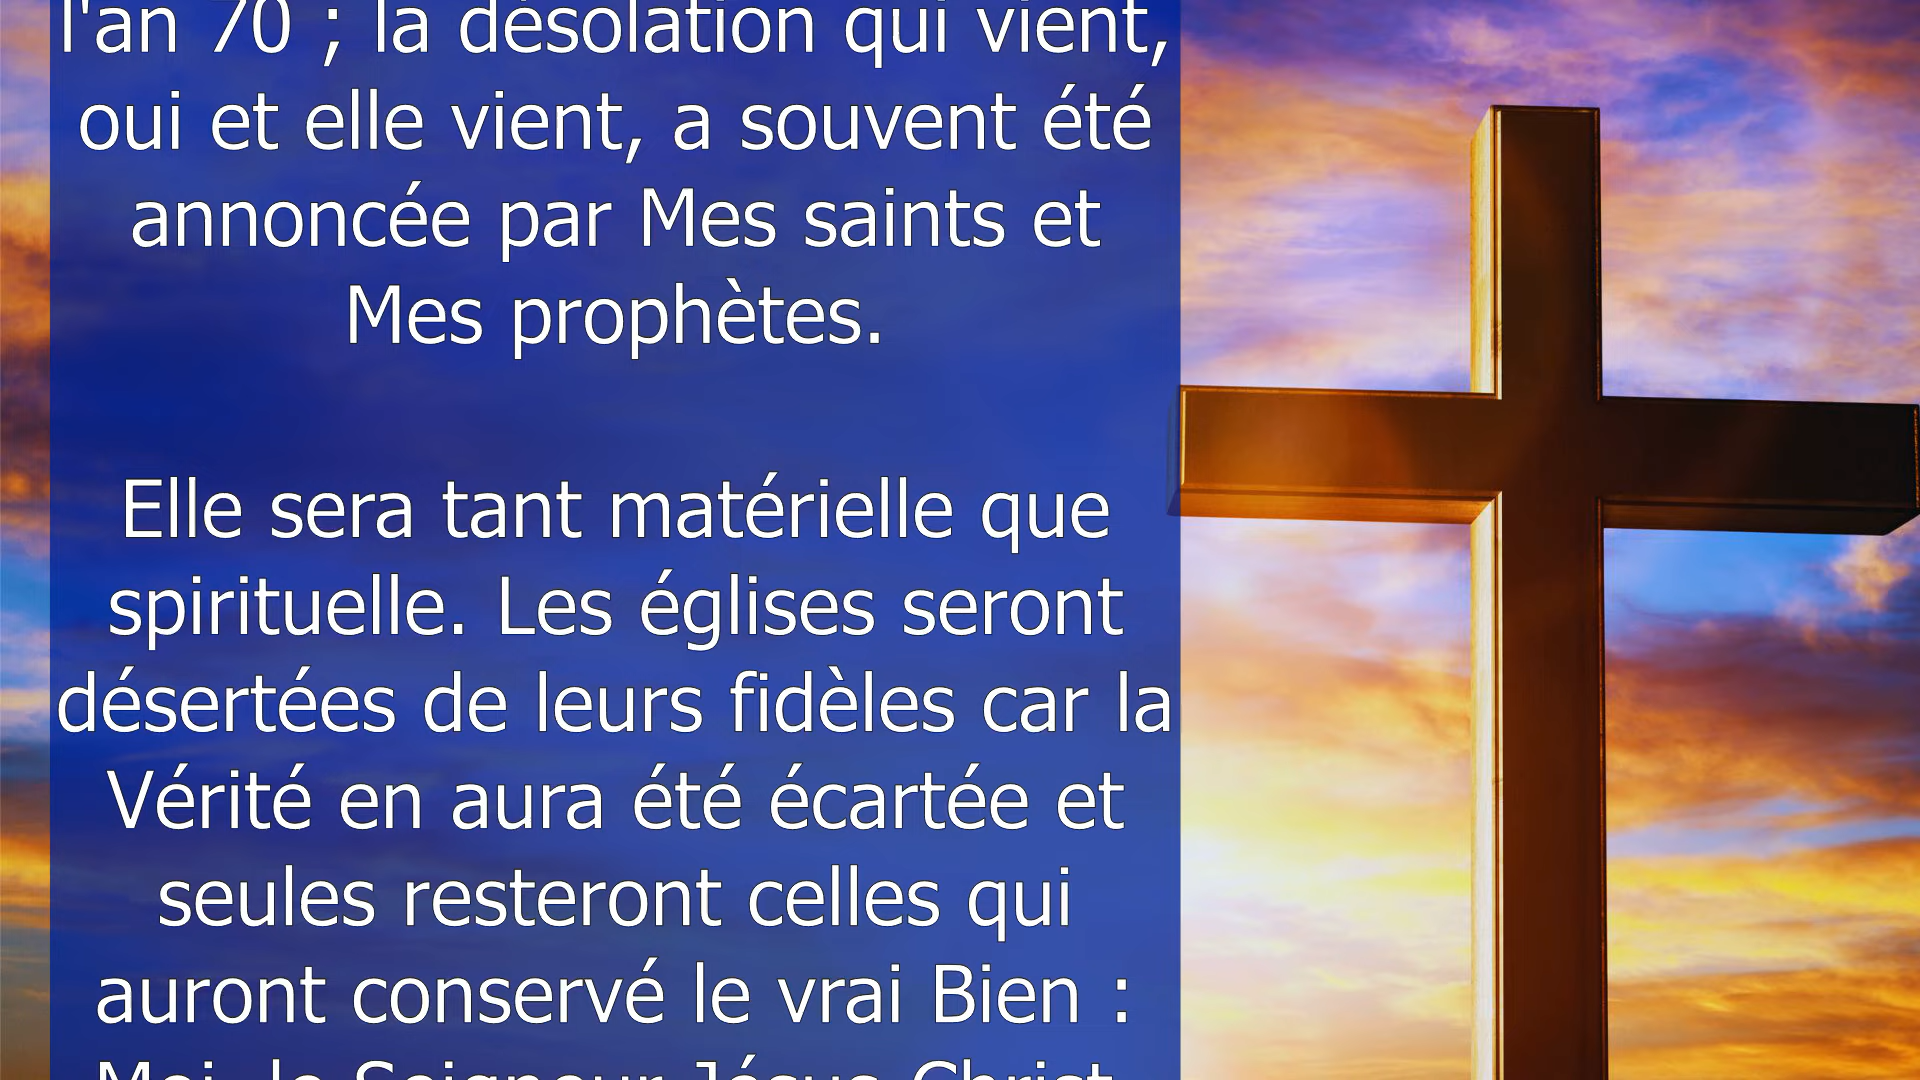 l'an 70 ; la désolation qui vient,
oui et elle vient, a souvent été
annoncée par Mes saints et
Mes prophètes.
Elle sera tant matérielle que
spirituelle. Les églises seront
désertées de leurs fidèles car la
Vérité en aura été écartée et
seules resteront celles qui
auront conservé le vrai Bien :
Moi, le Seigneur Jésus-Christ